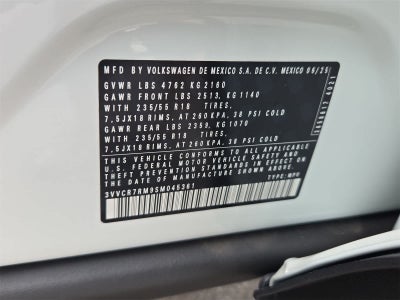 MFD BY VOLKSWAGEN DE MEXICO S.A. DE C.V. MEXICO 06/25
GVWR LBS 4762 KG 2160
GAWR FRONT LBS 2513, KG 1140
WITH 235/55 R18 TIRES.
7,5JX18 RIMS, AT 260 KPA, 38 PSI COLD
GAWR REAR LBS 2359, KG 1070
WITH 235/55 R18 TIRES.
7,5JX18 RIMS, AT 260 KPA, 38 PSI COLD
THIS VEHICLE CONFORMS TO ALL APPLICABLE
U.S. FEDERAL MOTOR VEHICLE SAFETY AND
THEFT PREVENTION STANDARDS IN EFFECT
ON THE DATE OF MANUFACTURE SHOWN ABOVE.
3VVCB7RM9SM045361 TYPE: MPV